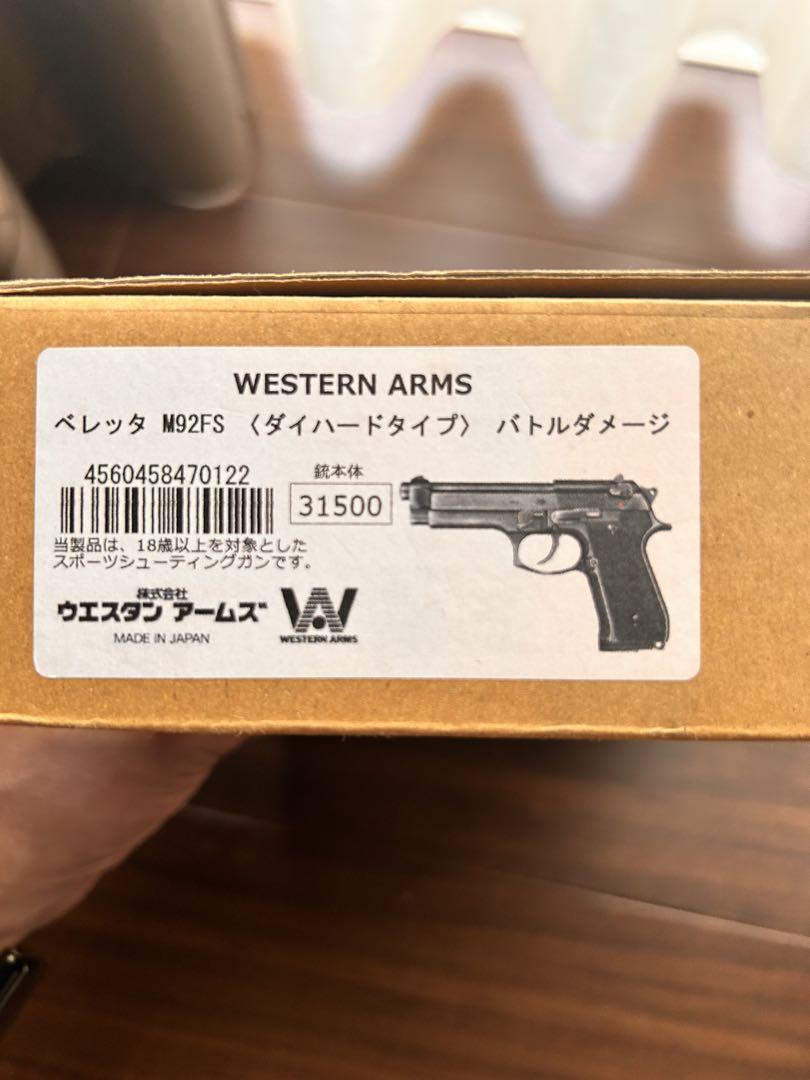 WESTERN ARMS
ベレッタ M92FS 〈ダイハードタイプ〉 バトルダメージ
4560458470122
銃本体
31500
当製品は、18歳以上を対象とした
スポーツシューティングガンです。
株式会社
ウエスタン アームズ
MADE IN JAPAN
WESTERN ARMS